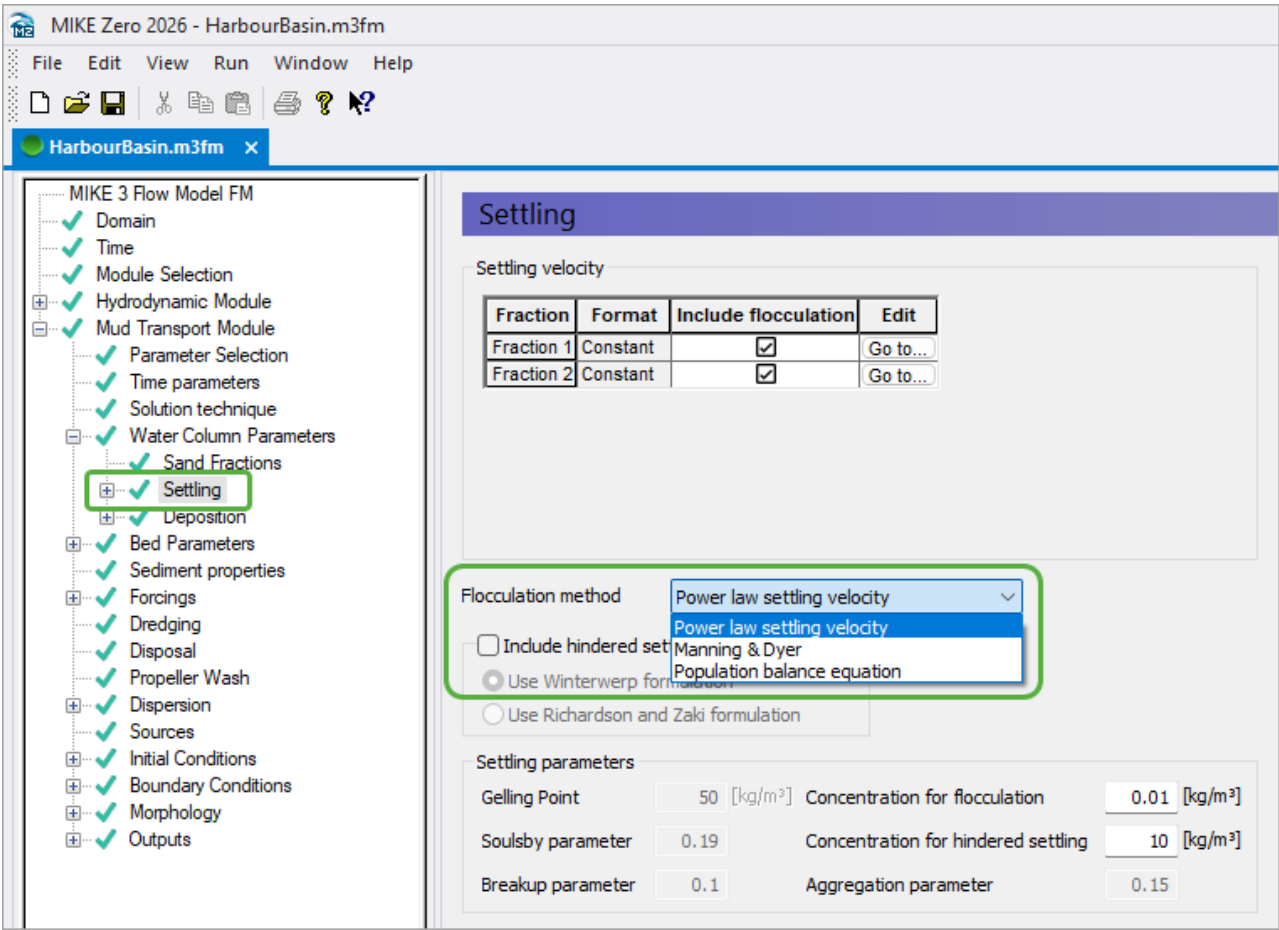 MIKE Zero 2026 - HarbourBasin.m3fm
File Edit View Run Window Help
HarbourBasin.m3fm
MIKE 3 Flow Model FM
Domain
Time
Module Selection
Hydrodynamic Module
Mud Transport Module
Parameter Selection
Time parameters
Solution technique
Water Column Parameters
Sand Fractions
Settling
Deposition
Bed Parameters
Sediment properties
Forcings
Dredging
Disposal
Propeller Wash
Dispersion
Sources
Initial Conditions
Boundary Conditions
Morphology
Outputs
Settling
Settling velocity
Fraction Format Include flocculation Edit
Fraction 1 Constant Go to...
Fraction 2 Constant Go to...
Flocculation method Power law settling velocity
Power law settling velocity
Include hindered set Manning & Dyer
Population balance equation
Use Winterwerp formulation
Use Richardson and Zaki formulation
Settling parameters
Gelling Point 50 [kg/m³] Concentration for flocculation 0.01 [kg/m³]
Soulsby parameter 0.19 Concentration for hindered settling 10 [kg/m³]
Breakup parameter 0.1 Aggregation parameter 0.15